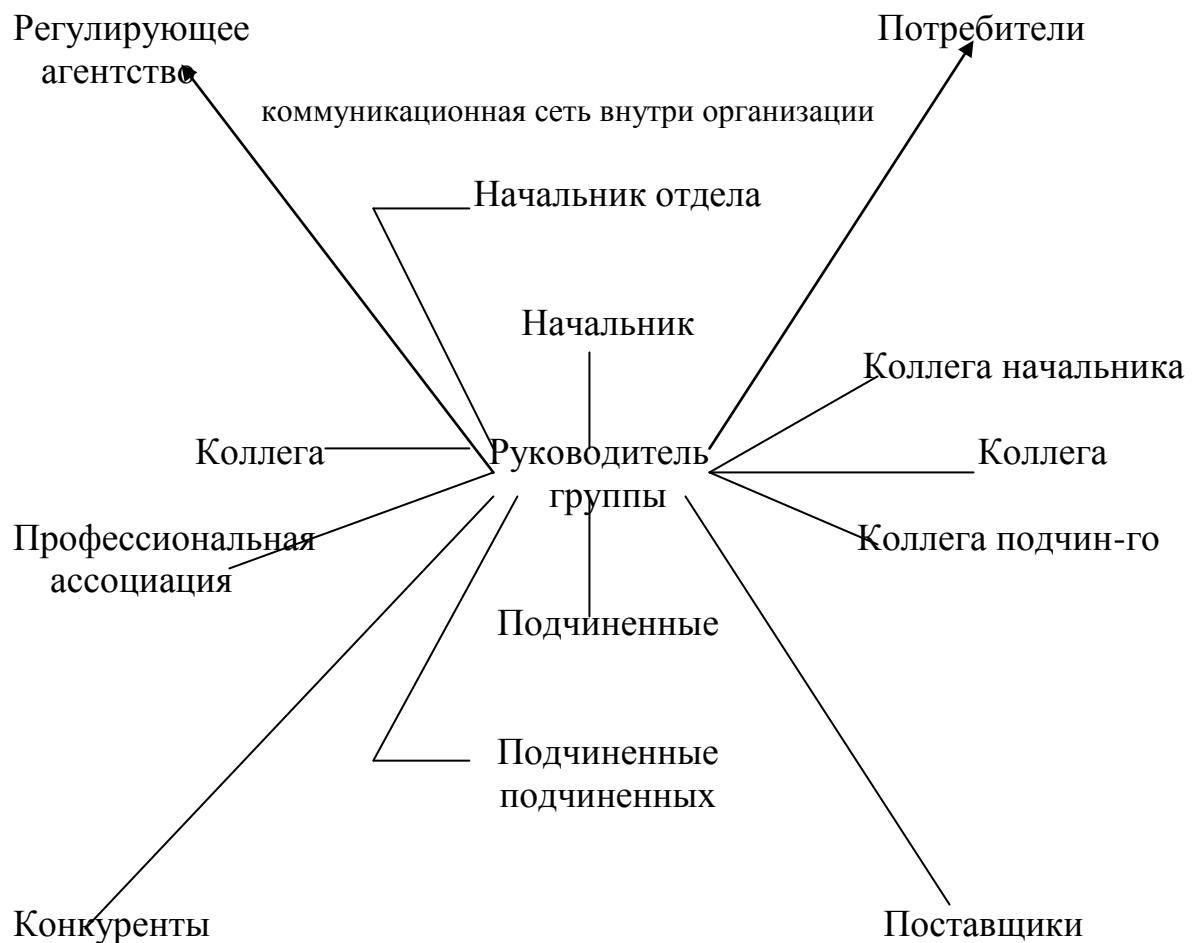 Регулирующее
агентство
Потребители
коммуникационная сеть внутри организации
Начальник отдела
Начальник
Коллега начальника
Коллега
Руководитель
группы
Коллега
Профессиональная
ассоциация
Коллега подчин-го
Подчиненные
Подчиненные
подчиненных
Конкуренты
Поставщики